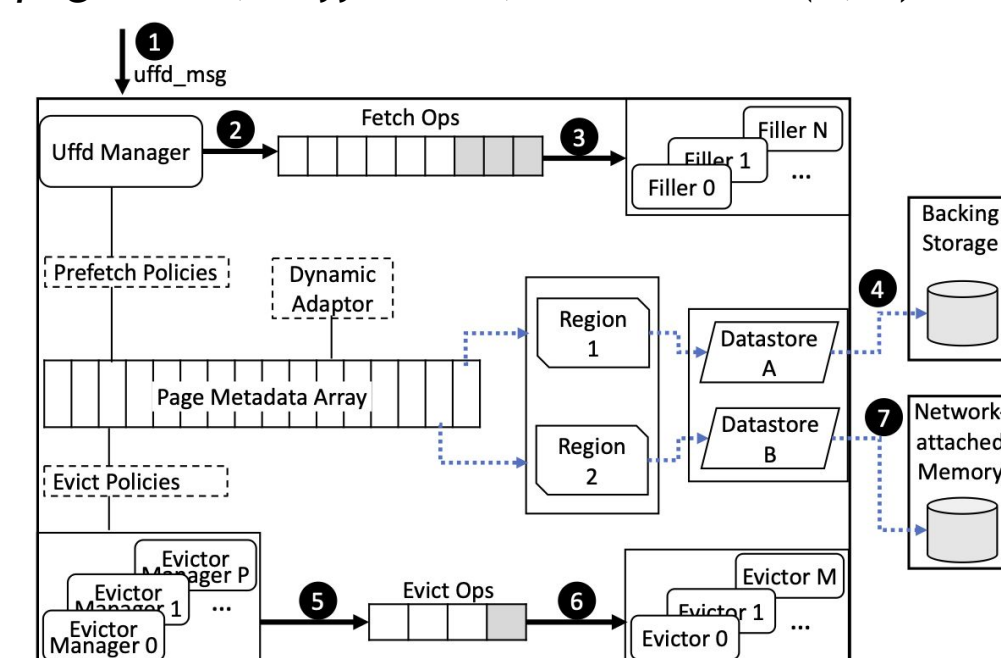 1
uffd_msg
Uffd Manager
2
Fetch Ops
3
Filler N
Filler 1
...
Filler 0
Backing
Storage
Prefetch Policies
Dynamic
Adaptor
4
Region
1
Datastore
A
Page Metadata Array
7
Network-
attached
Memory
Region
2
Datastore
B
Evict Policies
Evictor
Manager P
Evictor
Manager 1
...
Evictor
Manager 0
5
Evict Ops
6
Evictor M
Evictor 1
...
Evictor 0